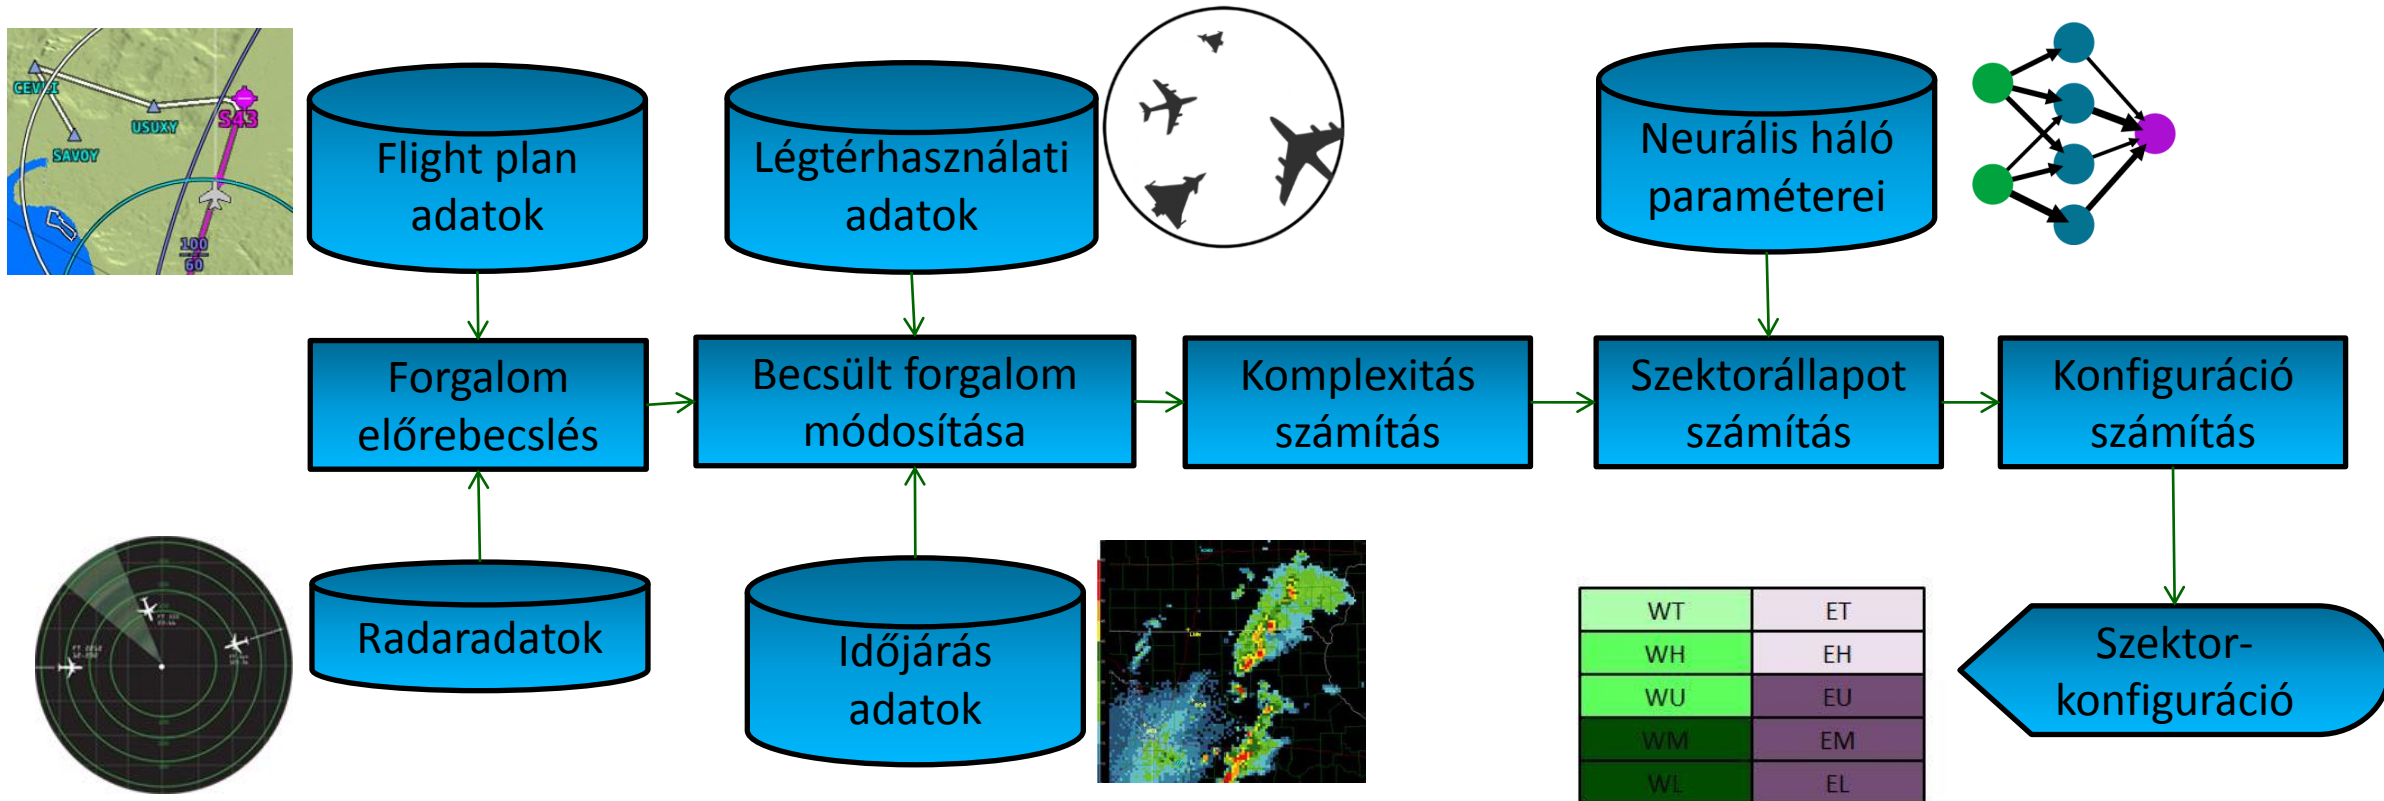 CEVLI
USUXY
S43
SAVOY
100
60
Flight plan
adatok
Légtérhasználati
adatok
Neurális háló
paraméterei
Forgalom
előrebecslés
Becsült forgalom
módosítása
Komplexitás
számítás
Szektorállapot
számítás
Konfiguráció
számítás
Radaradatok
Időjárás
adatok
WT ET
WH EH
WU EU
WM EM
WL EL
Szektor-
konfiguráció